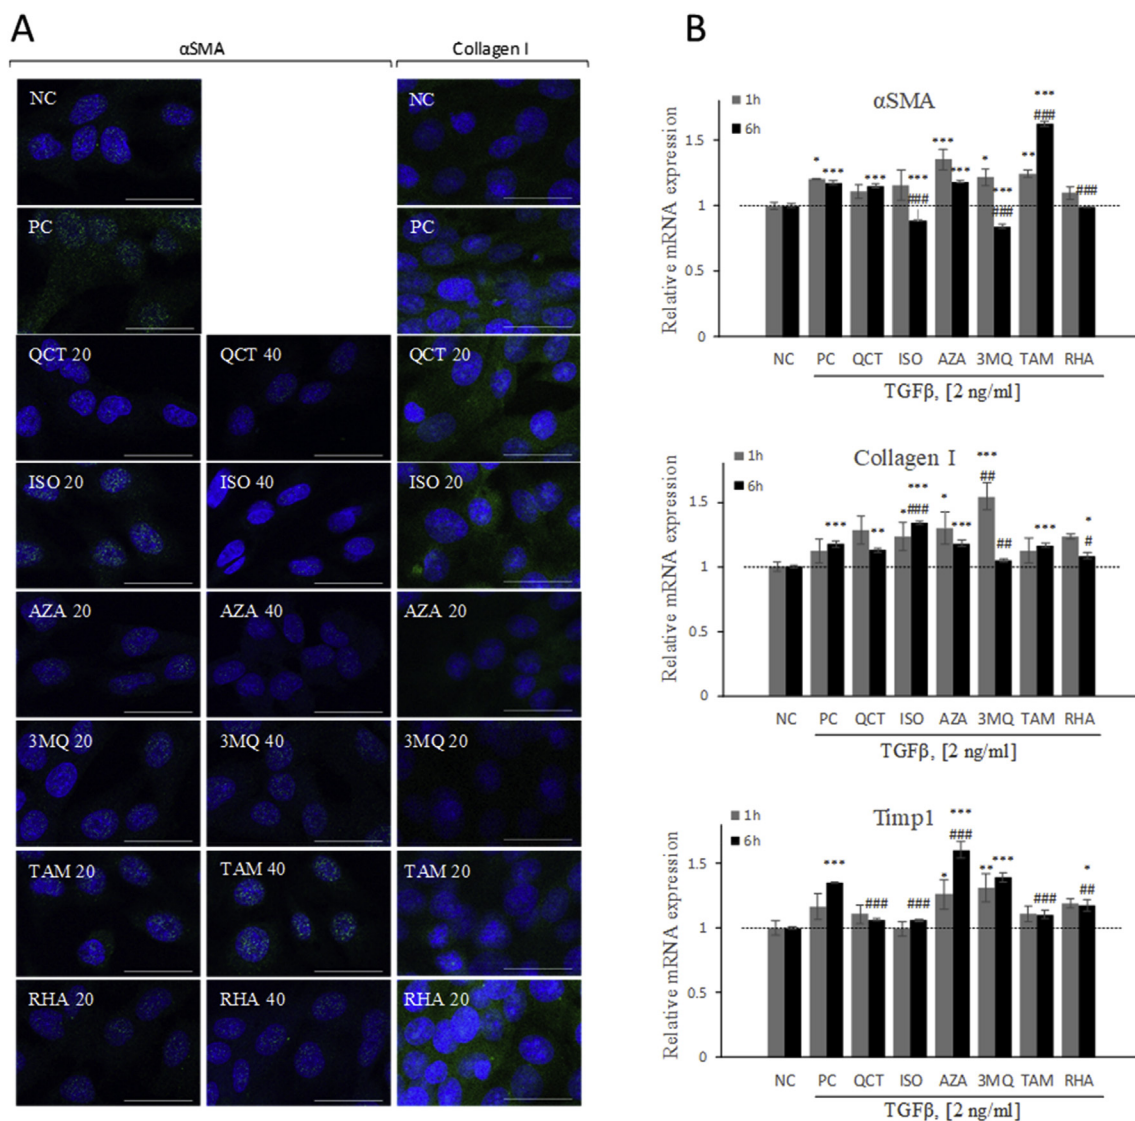 A
αSMA
Collagen I
NC
NC
PC
PC
QCT 20
QCT 40
QCT 20
ISO 20
ISO 40
ISO 20
AZA 20
AZA 40
AZA 20
3MQ 20
3MQ 40
3MQ 20
TAM 20
TAM 40
TAM 20
RHA 20
RHA 40
RHA 20
B
αSMA
1h
6h
Relative mRNA expression
1.5
1
0.5
0
* *** *** *** ### *** *** * *** ### ** *** ### ###
NC PC QCT ISO AZA 3MQ TAM RHA
TGFβ, [2 ng/ml]
Collagen I
1h
6h
Relative mRNA expression
1.5
1
0.5
0
*** ** * *** ### * *** *** ## ## *** * #
NC PC QCT ISO AZA 3MQ TAM RHA
TGFβ, [2 ng/ml]
Timp1
1h
6h
Relative mRNA expression
1.5
1
0.5
0
*** ### ### * *** ### ** *** ### * ##
NC PC QCT ISO AZA 3MQ TAM RHA
TGFβ, [2 ng/ml]